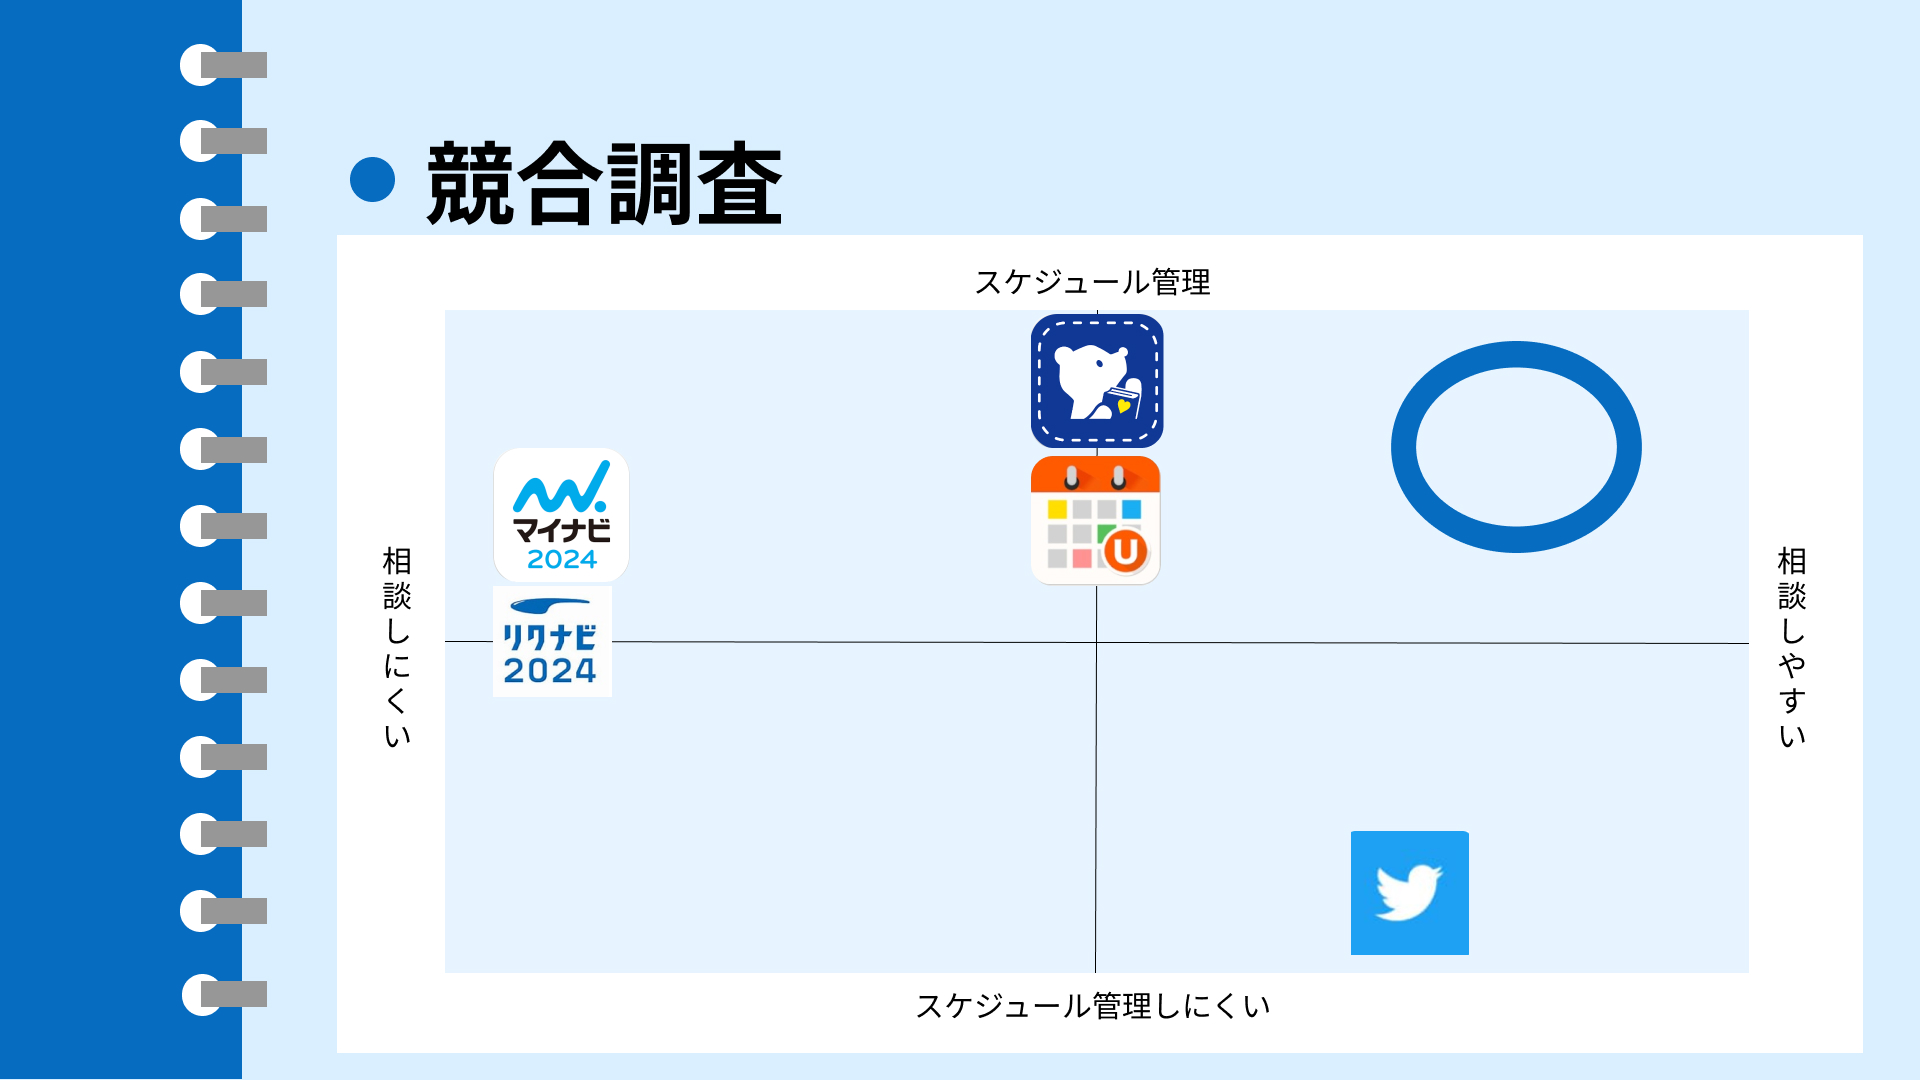 競合調査
スケジュール管理
マイナビ
2024
リクナビ
2024
U
相談しにくい
相談しやすい
スケジュール管理しにくい